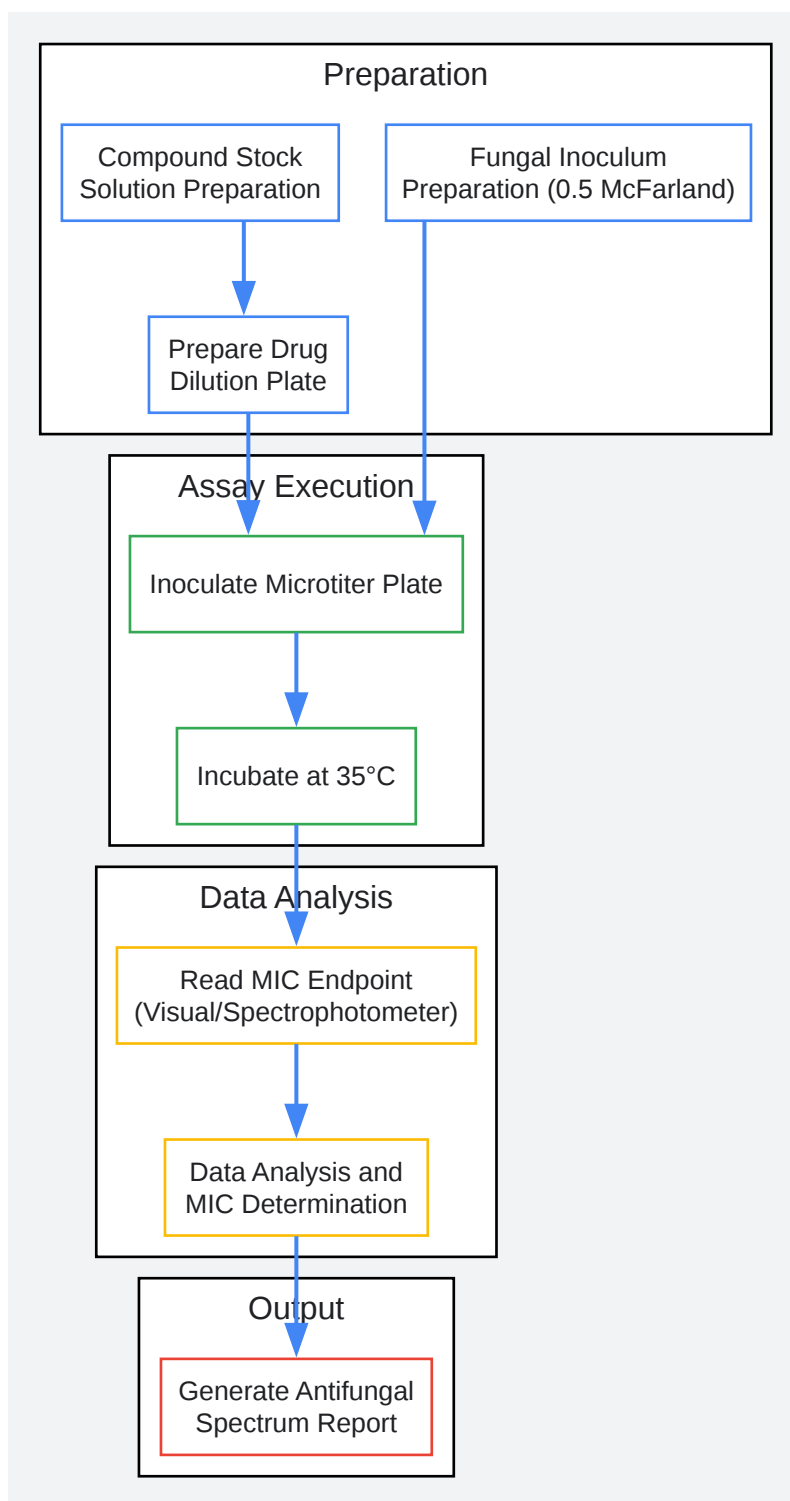 Preparation
Compound Stock
Solution Preparation
Fungal Inoculum
Preparation (0.5 McFarland)
Prepare Drug
Dilution Plate
Assay Execution
Inoculate Microtiter Plate
Incubate at 35°C
Data Analysis
Read MIC Endpoint
(Visual/Spectrophotometer)
Data Analysis and
MIC Determination
Output
Generate Antifungal
Spectrum Report